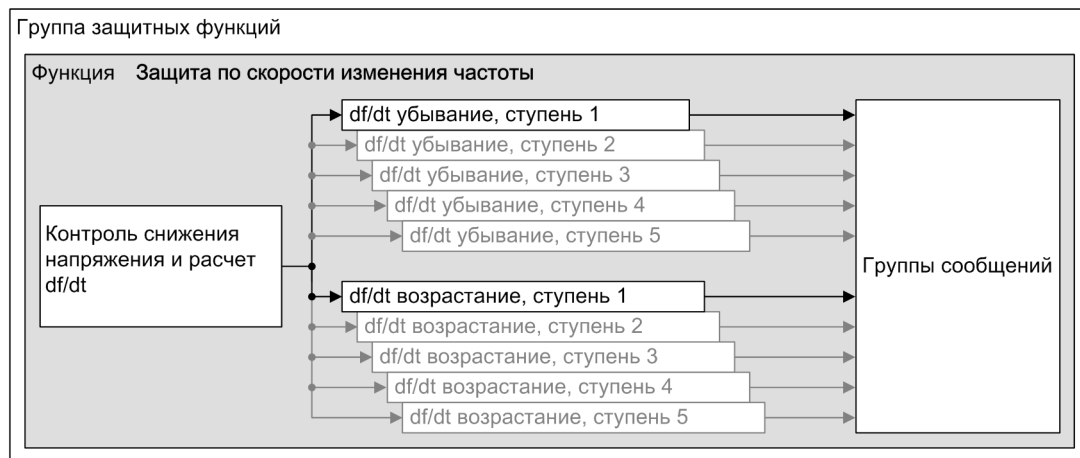 Группа защитных функций
Функция Защита по скорости изменения частоты
df/dt убывание, ступень 1
df/dt убывание, ступень 2
df/dt убывание, ступень 3
df/dt убывание, ступень 4
df/dt убывание, ступень 5
Контроль снижения
напряжения и расчет
df/dt
df/dt возрастание, ступень 1
df/dt возрастание, ступень 2
df/dt возрастание, ступень 3
df/dt возрастание, ступень 4
df/dt возрастание, ступень 5
Группы сообщений